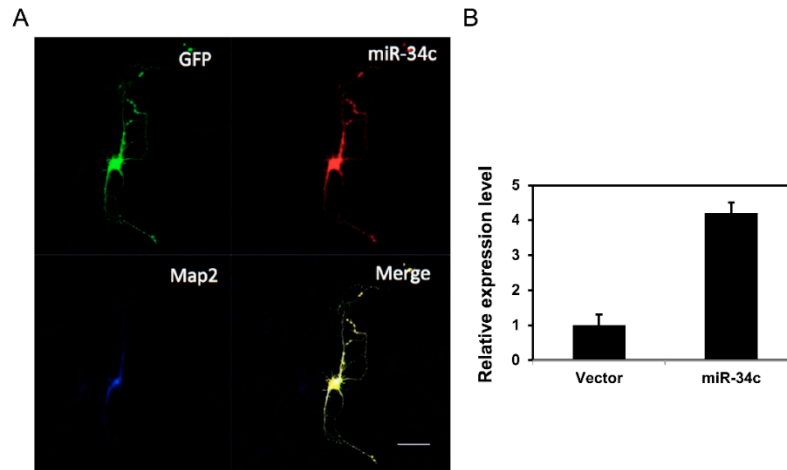 A
B
GFP
miR-34c
Map2
Merge
Relative expression level
5
4
3
2
1
0
Vector
miR-34c